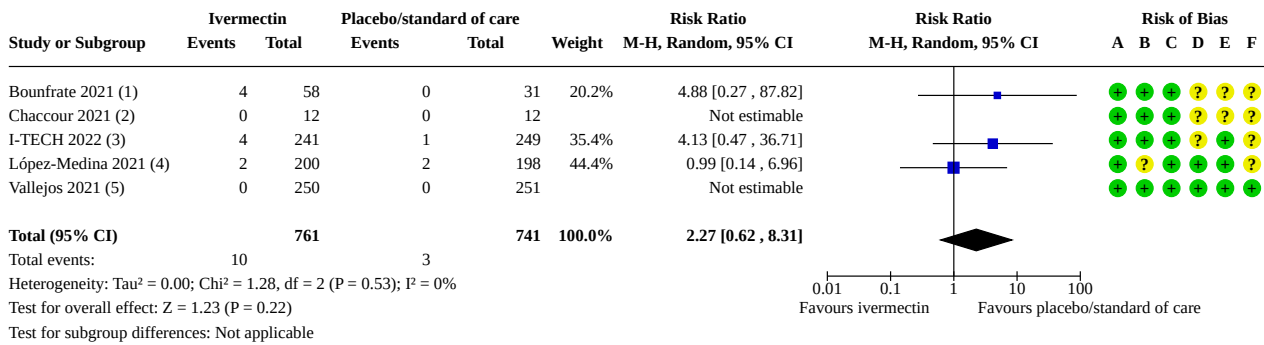 Ivermectin Placebo/standard of care Risk Ratio Risk Ratio Risk of Bias
Study or Subgroup Events Total Events Total Weight M-H, Random, 95% CI M-H, Random, 95% CI A B C D E F
Bounfrate 2021 (1) 4 58 0 31 20.2% 4.88 [0.27 , 87.82] + + + ? ? ?
Chaccour 2021 (2) 0 12 0 12 Not estimable + + + ? ? ?
I-TECH 2022 (3) 4 241 1 249 35.4% 4.13 [0.47 , 36.71] + + + ? + ?
López-Medina 2021 (4) 2 200 2 198 44.4% 0.99 [0.14 , 6.96] + ? + + + ?
Vallejos 2021 (5) 0 250 0 251 Not estimable + + + + + +
Total (95% CI) 761 741 100.0% 2.27 [0.62 , 8.31]
Total events: 10 3
Heterogeneity: Tau² = 0.00; Chi² = 1.28, df = 2 (P = 0.53); I² = 0%
0.01 0.1 1 10 100
Test for overall effect: Z = 1.23 (P = 0.22) Favours ivermectin Favours placebo/standard of care
Test for subgroup differences: Not applicable